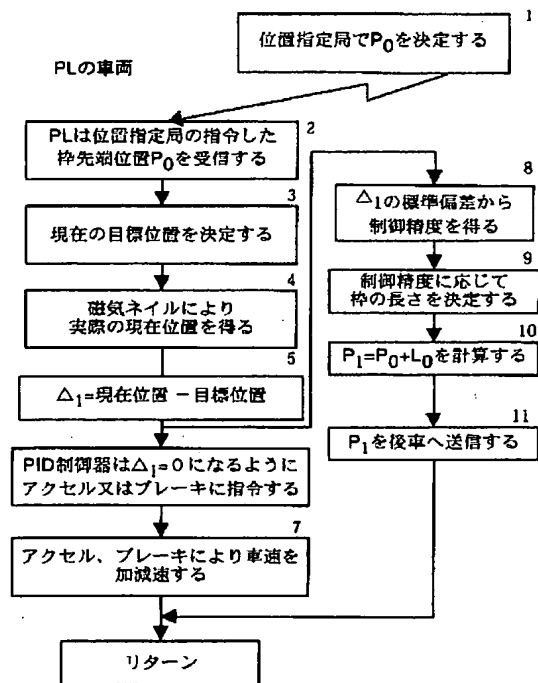 1
位置指定局でP₀を決定する
PLの車両
2
PLは位置指定局の指令した
枠先端位置P₀を受信する
3
現在の目標位置を決定する
4
磁気ネイルにより
実際の現在位置を得る
5
△₁=現在位置 − 目標位置
PID制御器は△₁=0になるように
アクセル又はブレーキに指令する
7
アクセル、ブレーキにより車速を
加減速する
8
△₁の標準偏差から
制御精度を得る
9
制御精度に応じて
枠の長さを決定する
10
P₁=P₀+L₀を計算する
11
P₁を後車へ送信する
リターン